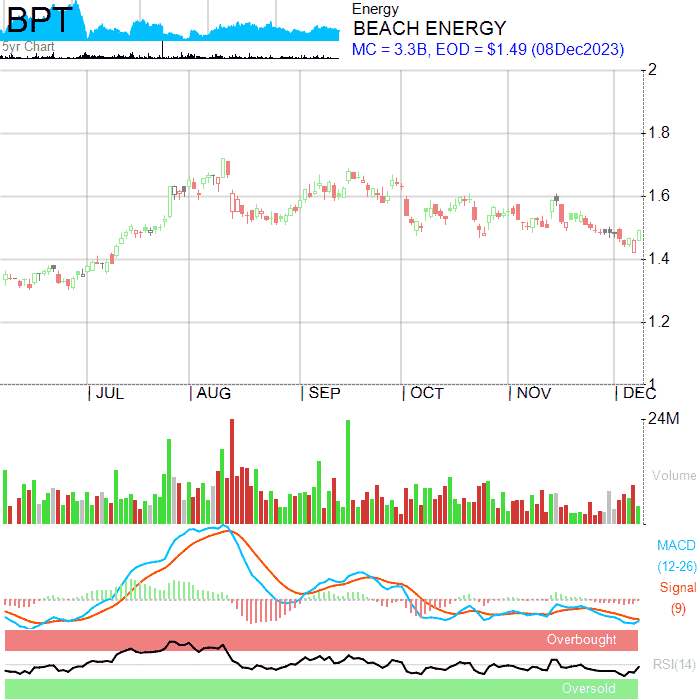 BPT
5yr Chart
Energy
BEACH ENERGY
MC = 3.3B, EOD = $1.49 (08Dec2023)
2
1.8
1.6
1.4
1.2
1
JUL AUG SEP OCT NOV DEC
24M
Volume
MACD
(12-26)
Signal
(9)
Overbought
RSI(14)
Oversold